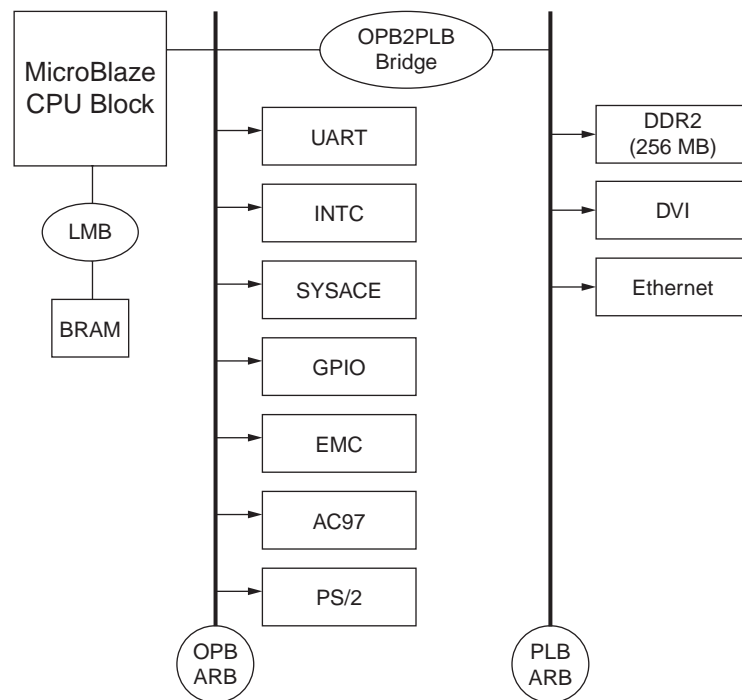 MicroBlaze
CPU Block
OPB2PLB
Bridge
UART
DDR2
(256 MB)
INTC
DVI
LMB
SYSACE
Ethernet
BRAM
GPIO
EMC
AC97
PS/2
OPB
ARB
PLB
ARB